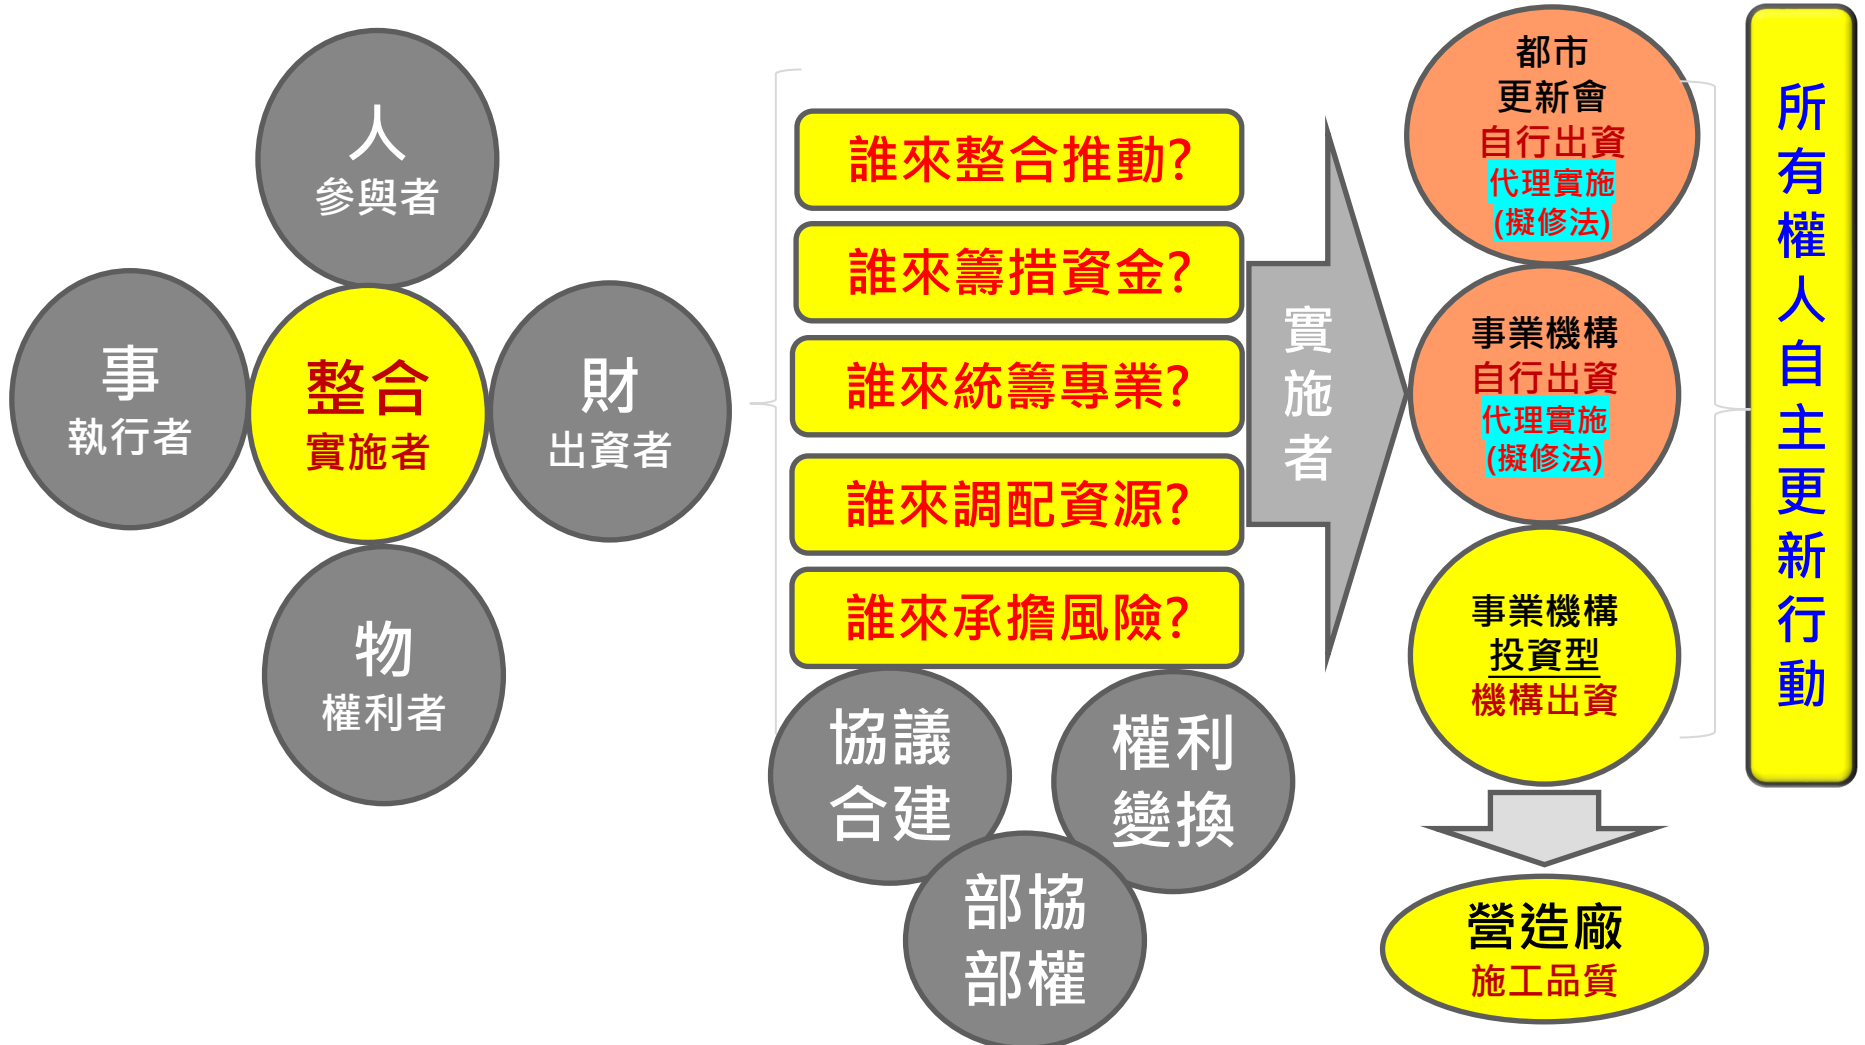 人
參與者
事
執行者
整合
實施者
財
出資者
物
權利者
誰來整合推動?
誰來籌措資金?
誰來統籌專業?
誰來調配資源?
誰來承擔風險?
協議
合建
權利
變換
部協
部權
實施者
都市
更新會
自行出資
代理實施
(擬修法)
事業機構
自行出資
代理實施
(擬修法)
事業機構
投資型
機構出資
營造廠
施工品質
所有權人自主更新行動